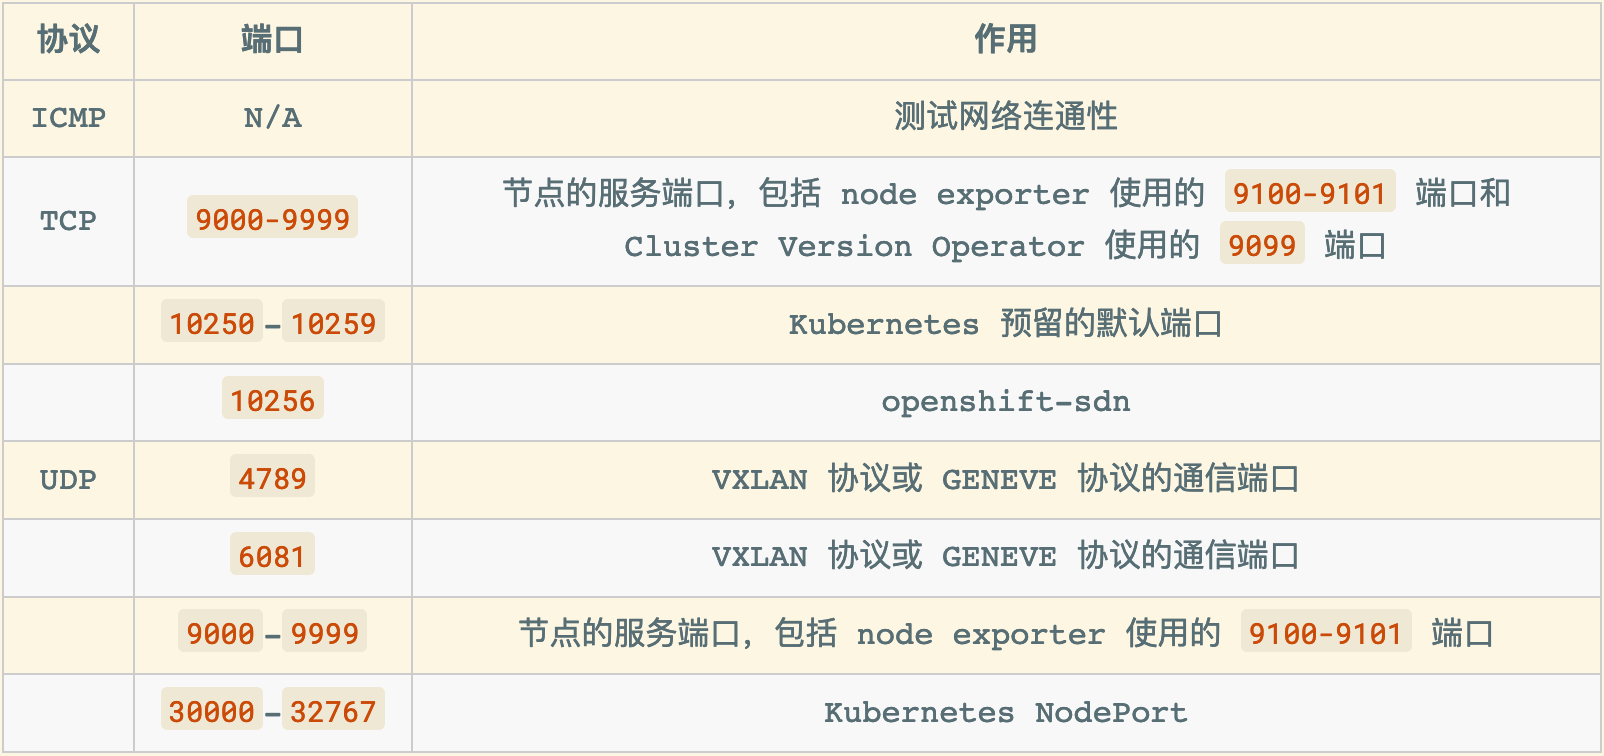 协议 端口 作用
ICMP N/A 测试网络连通性
TCP 9000-9999 节点的服务端口，包括 node exporter 使用的 9100-9101 端口和
Cluster Version Operator 使用的 9099 端口
10250-10259 Kubernetes 预留的默认端口
10256 openshift-sdn
UDP 4789 VXLAN 协议或 GENEVE 协议的通信端口
6081 VXLAN 协议或 GENEVE 协议的通信端口
9000-9999 节点的服务端口，包括 node exporter 使用的 9100-9101 端口
30000-32767 Kubernetes NodePort